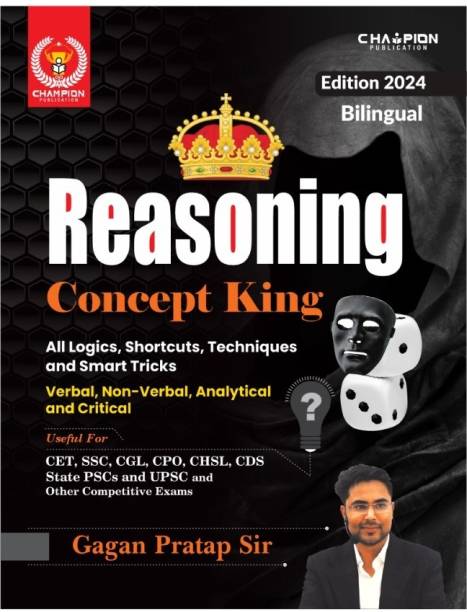 CHAMPION
PUBLICATION
CHAMPION
PUBLICATION
Edition 2024
Bilingual
Reasoning
Concept King
All Logics, Shortcuts, Techniques
and Smart Tricks
Verbal, Non-Verbal, Analytical
and Critical
?
Useful For
CET, SSC, CGL, CPO, CHSL, CDS
State PSCs and UPSC and
Other Competitive Exams
Gagan Pratap Sir